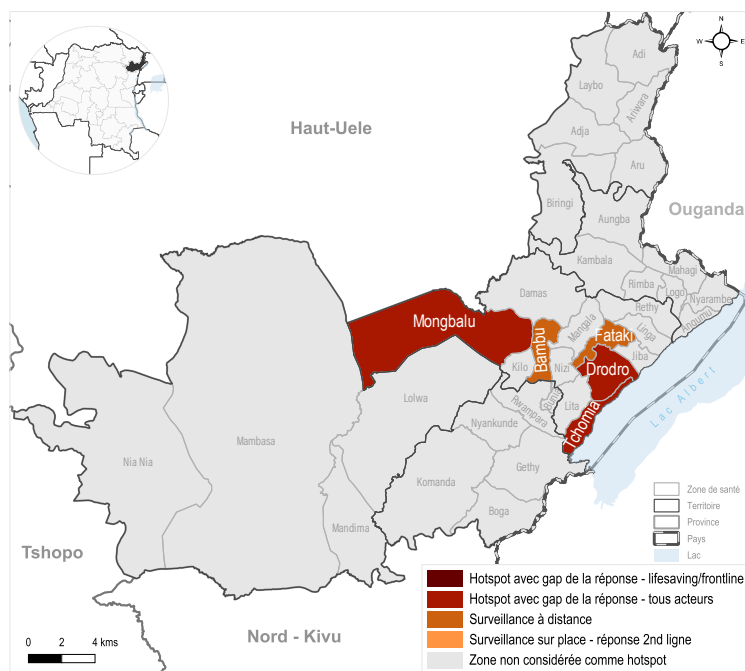 N
W
E
S
Adi
Laybo
Ariwara
Haut-Uele
Adja
Aru
Biringi
Ouganda
Aungba
Kambala
Mahagi
Rimba
Logo
Nyarambe
Damas
Rethy
Angumu
Mongbalu
Mangala
Linga
Bambu
Fataki
Jiba
Kilo
Nizi
Drodro
Lolwa
Bunia
Lita
Rwampara
Lac Albert
Tchomia
Nyankunde
Mambasa
Nia Nia
Gethy
Komanda
Boga
Mandima
Tshopo
Nord - Kivu
Zone de santé
Territoire
Province
Pays
Lac
Hotspot avec gap de la réponse - lifesaving/frontline
Hotspot avec gap de la réponse - tous acteurs
Surveillance à distance
Surveillance sur place - réponse 2nd ligne
Zone non considérée comme hotspot
0 2 4 kms